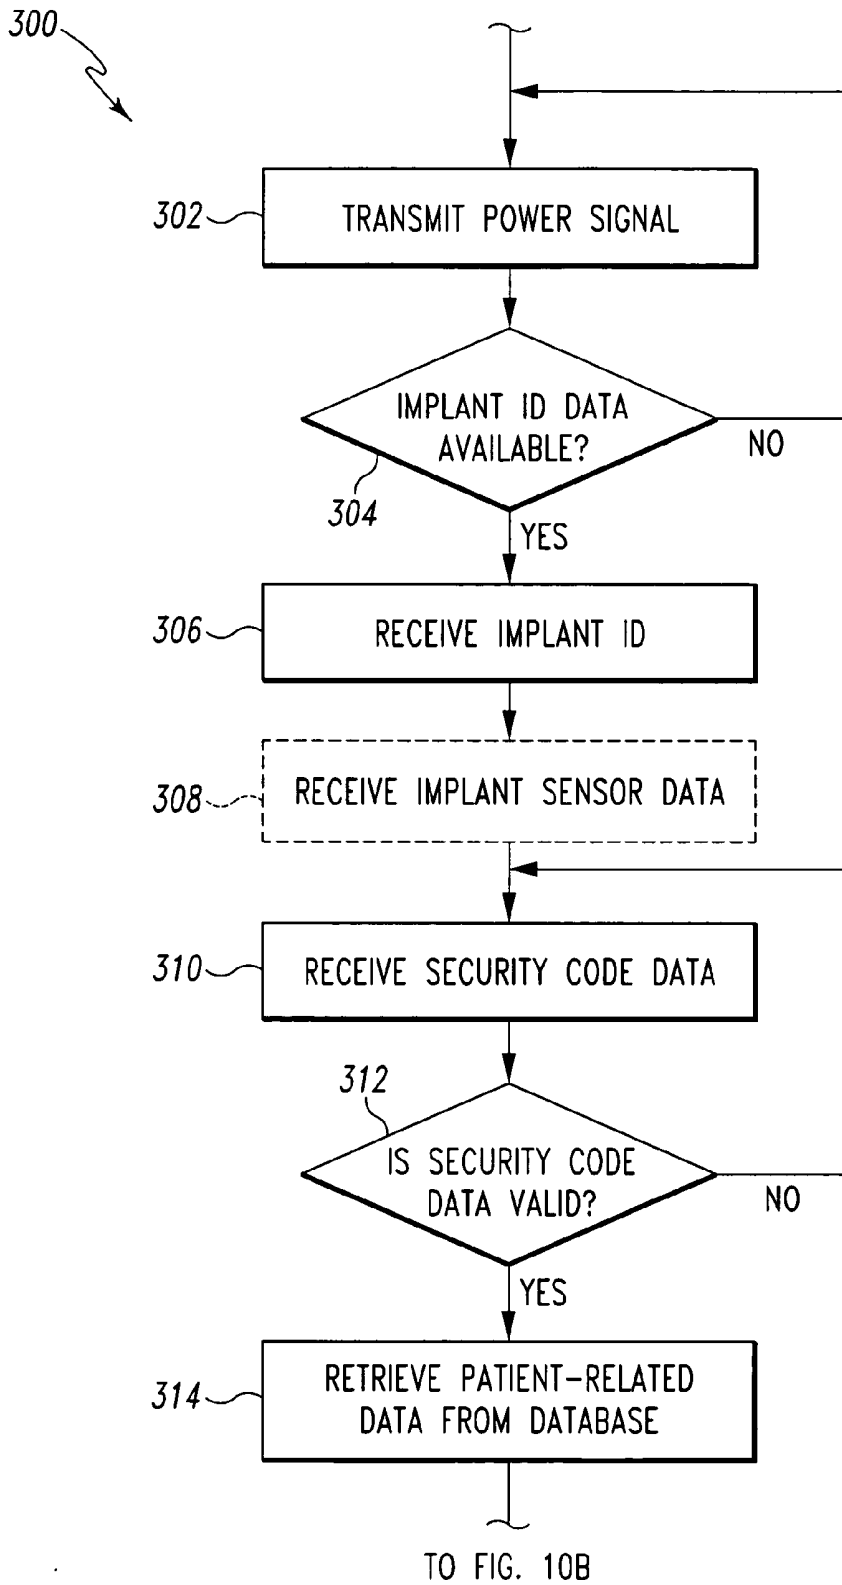 300
302
TRANSMIT POWER SIGNAL
IMPLANT ID DATA
AVAILABLE?
NO
304
YES
306
RECEIVE IMPLANT ID
308
RECEIVE IMPLANT SENSOR DATA
310
RECEIVE SECURITY CODE DATA
312
IS SECURITY CODE
DATA VALID?
NO
YES
314
RETRIEVE PATIENT-RELATED
DATA FROM DATABASE
TO FIG. 10B